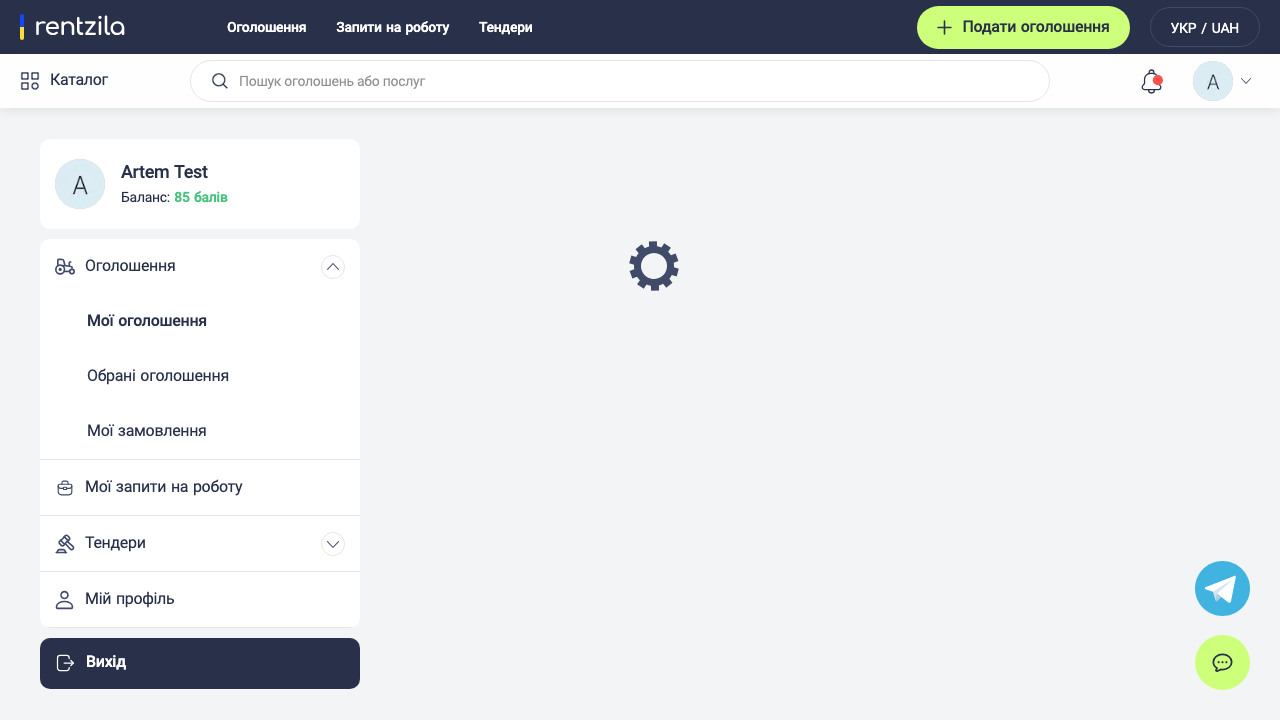 rentzila
Оголошення
Запити на роботу
Тендери
Подати оголошення
УКР / UAH
Каталог
Пошук оголошень або послуг
A
A
Artem Test
Баланс: 85 балів
Оголошення
Мої оголошення
Обрані оголошення
Мої замовлення
Мої запити на роботу
Тендери
Мій профіль
Вихід